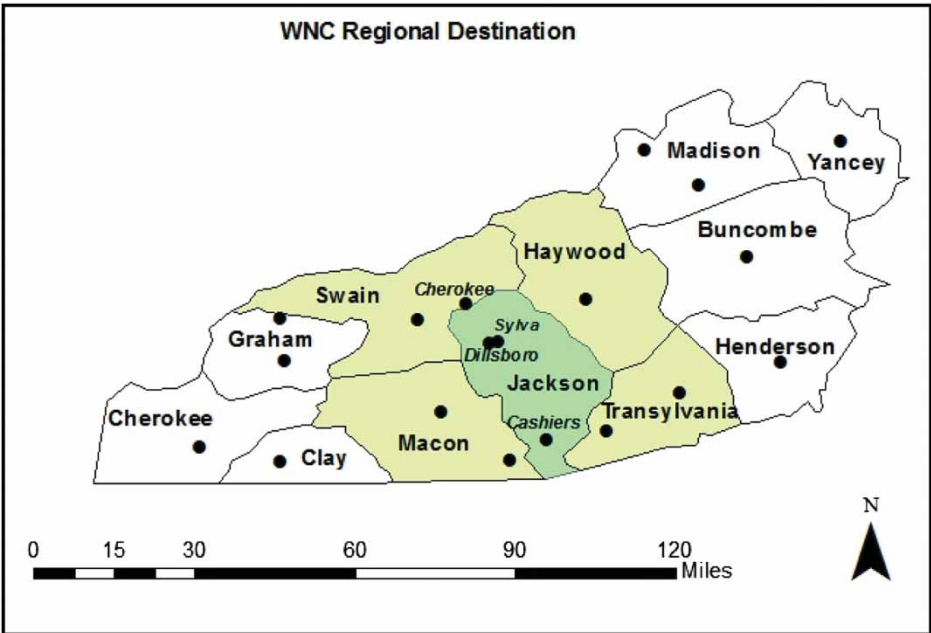 WNC Regional Destination
Madison
Yancey
Buncombe
Haywood
Cherokee
Swain
Sylva
Graham
Dillsboro
Henderson
Jackson
Cherokee
Cashiers
Transylvania
Macon
Clay
N
0 15 30 60 90 120
Miles